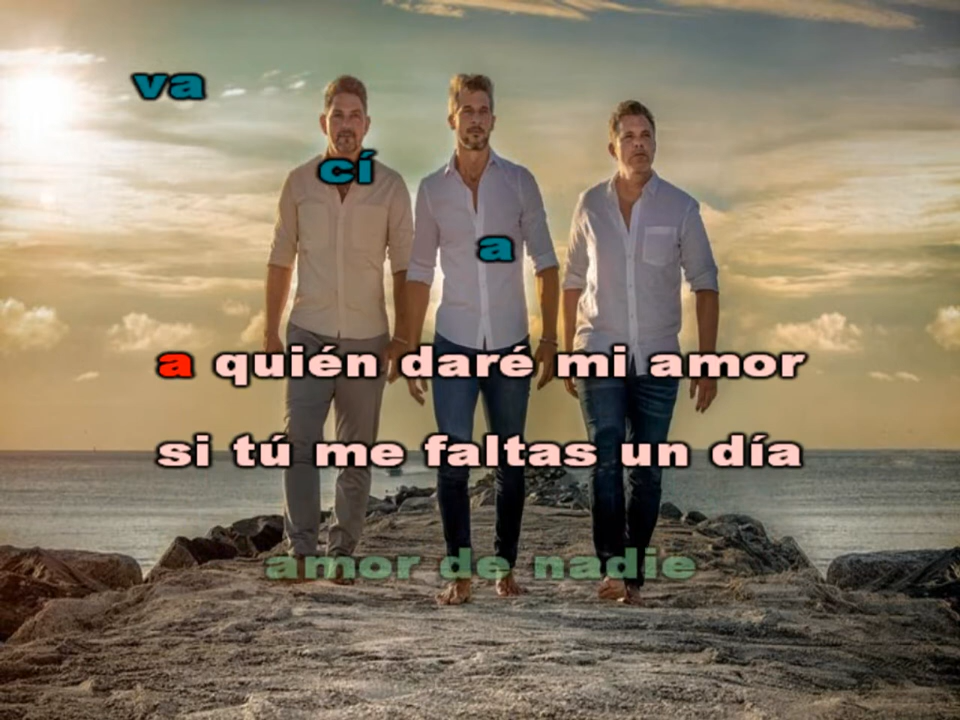 va
cí
a
a quién daré mi amor
si tú me faltas un día
amor de nadie